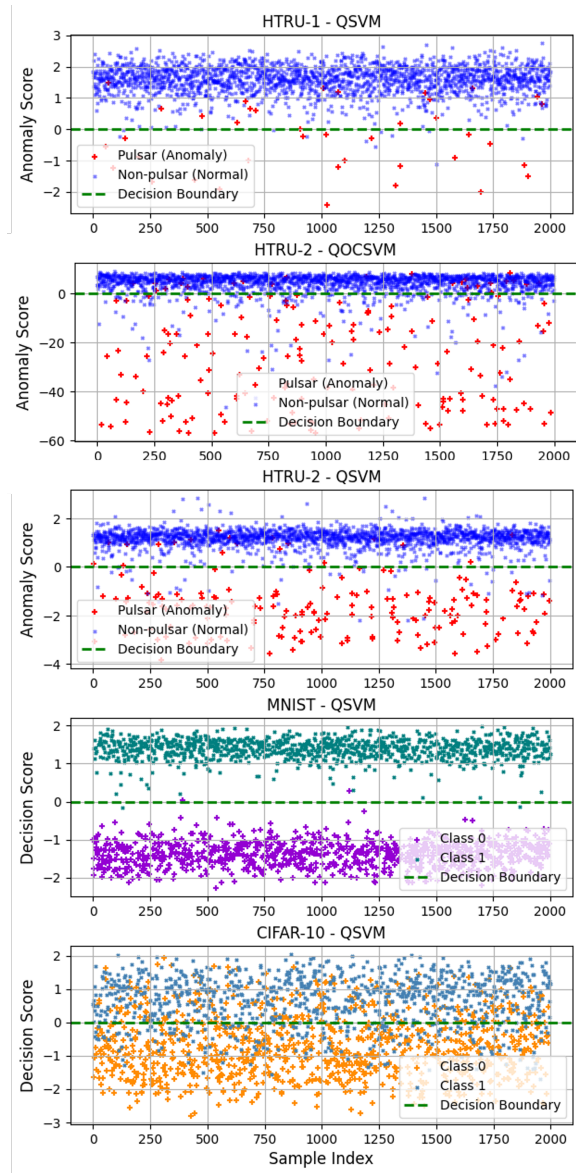 HTRU-1 - QSVM
3
2
1
0
−1
−2
Anomaly Score
Pulsar (Anomaly)
Non-pulsar (Normal)
Decision Boundary
0 250 500 750 1000 1250 1500 1750 2000
HTRU-2 - QOCSVM
0
−20
−40
−60
Anomaly Score
Pulsar (Anomaly)
Non-pulsar (Normal)
Decision Boundary
0 250 500 750 1000 1250 1500 1750 2000
HTRU-2 - QSVM
2
0
−2
−4
Anomaly Score
Pulsar (Anomaly)
Non-pulsar (Normal)
Decision Boundary
0 250 500 750 1000 1250 1500 1750 2000
MNIST - QSVM
2
1
0
−1
−2
Decision Score
Class 0
Class 1
Decision Boundary
0 250 500 750 1000 1250 1500 1750 2000
CIFAR-10 - QSVM
2
1
0
−1
−2
−3
Decision Score
Class 0
Class 1
Decision Boundary
0 250 500 750 1000 1250 1500 1750 2000
Sample Index